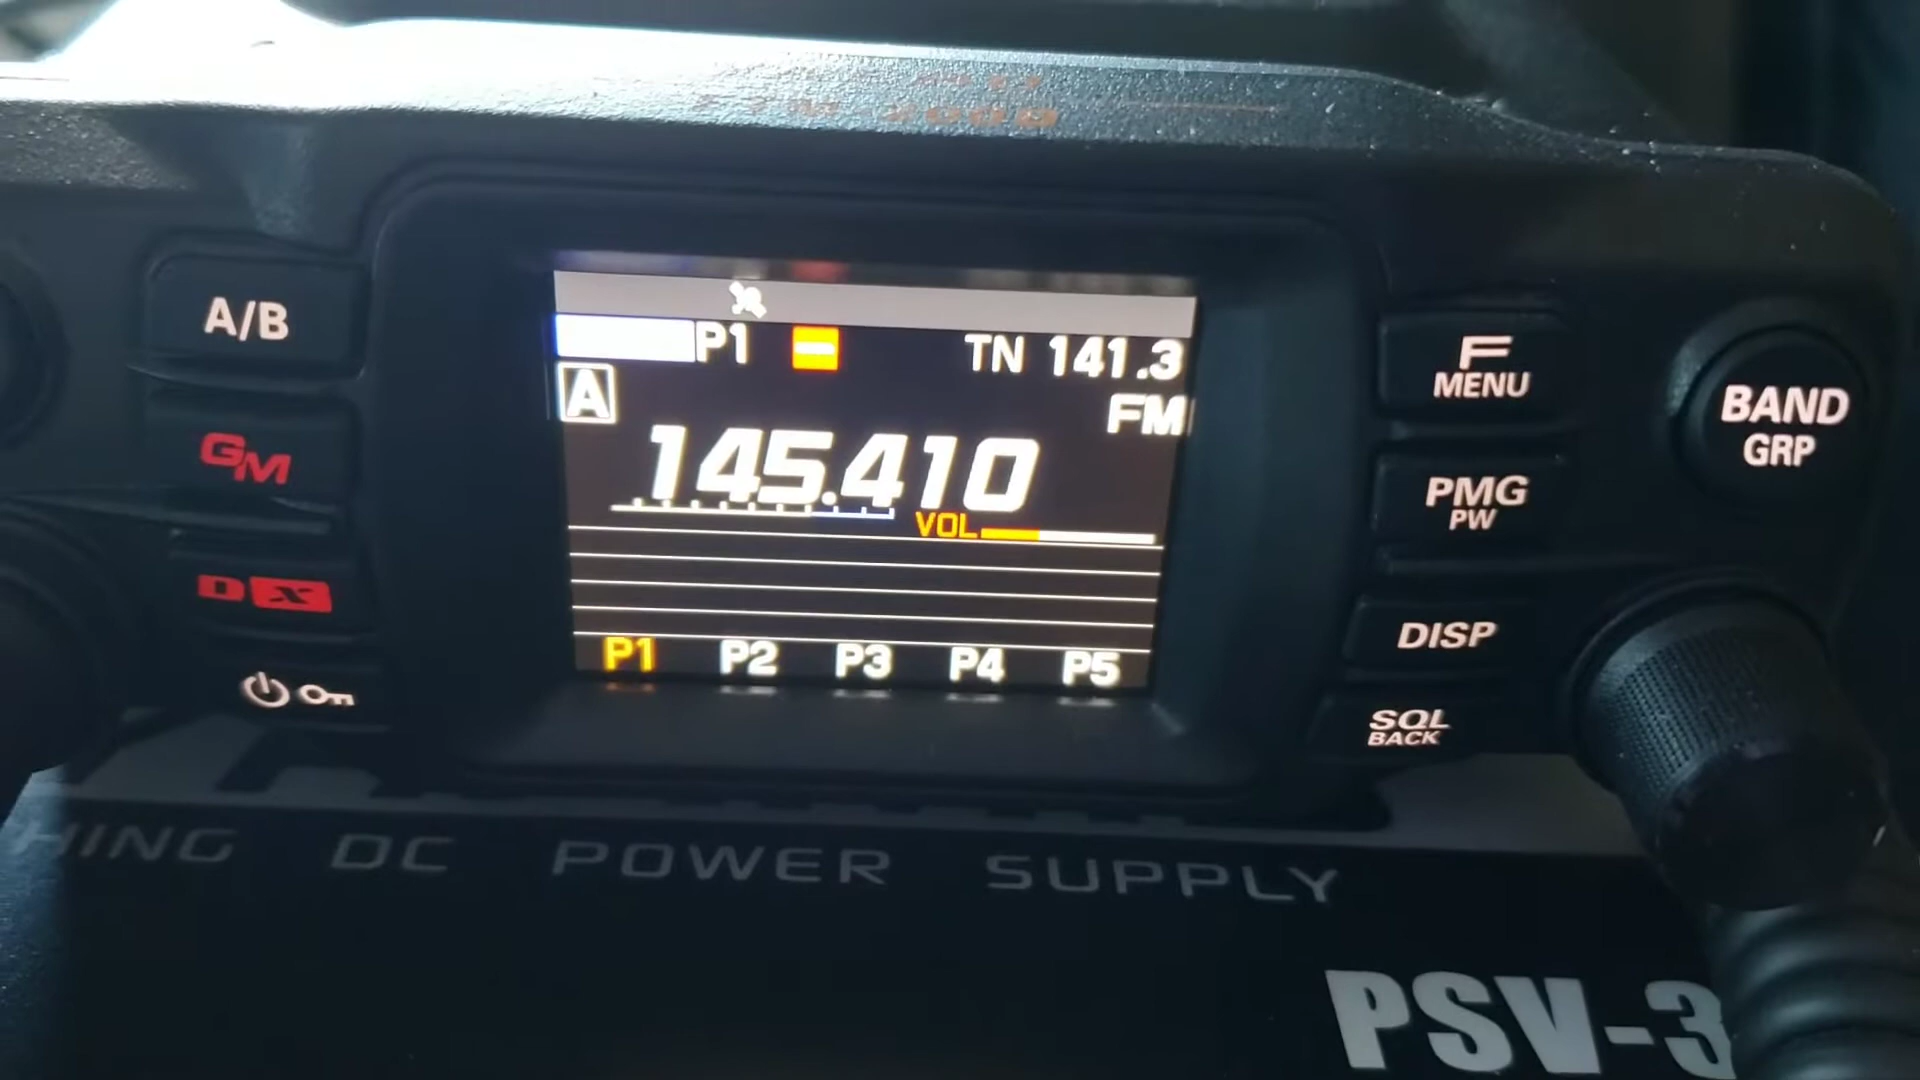 A/B
GM
DX
P1
TN 141.3
A
FM
145.410
VOL
P1 P2 P3 P4 P5
F
MENU
PMG
PW
DISP
SQL
BACK
BAND
GRP
HING DC POWER SUPPLY
PSV-3